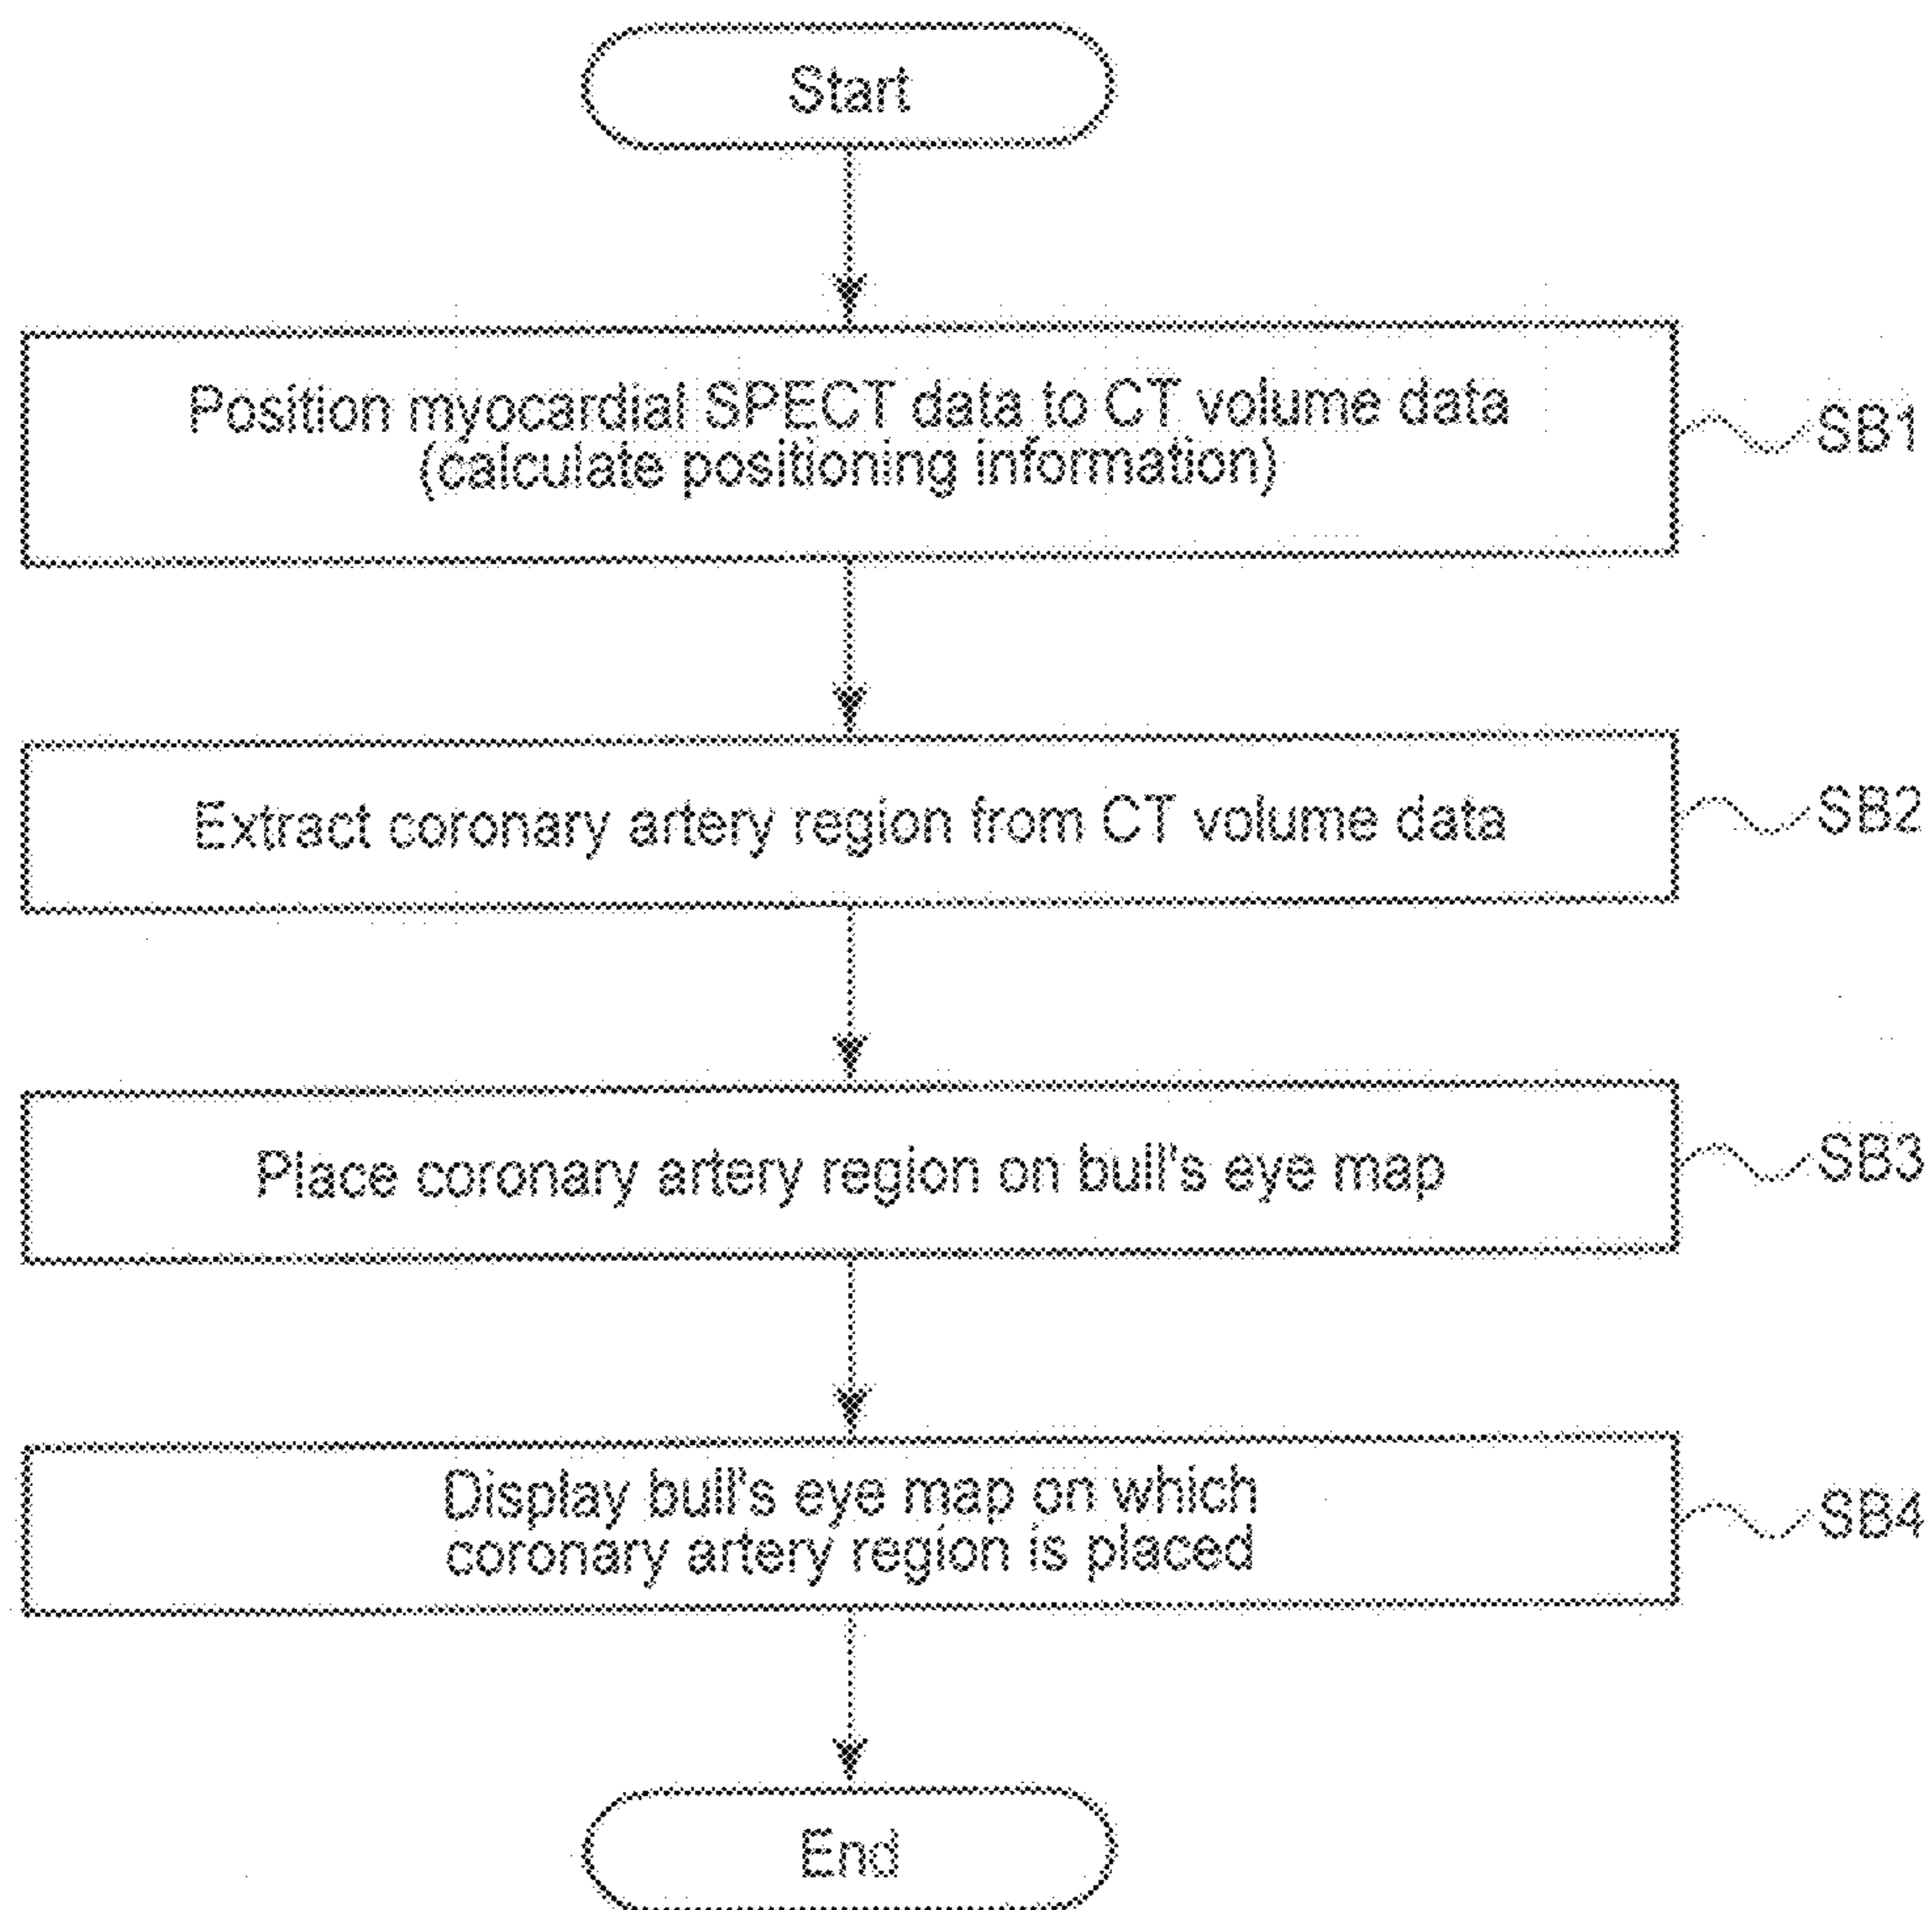 Start
Position myocardial SPECT data to CT volume data
(calculate positioning information)
SB1
Extract coronary artery region from CT volume data
SB2
Place coronary artery region on bull's eye map
SB3
Display bull's eye map on which
coronary artery region is placed
SB4
End